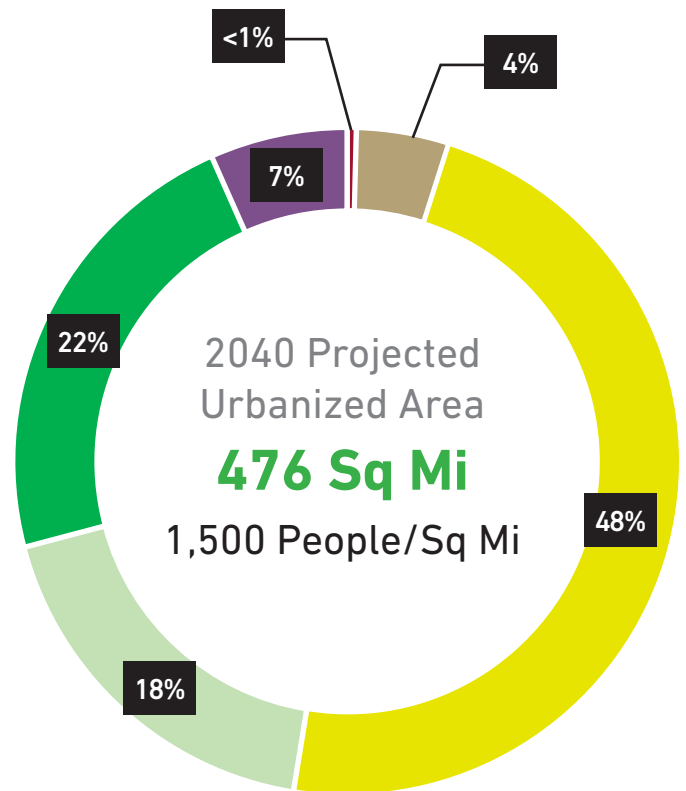 <1%
4%
7%
22%
2040 Projected
Urbanized Area
476 Sq Mi
1,500 People/Sq Mi
48%
18%